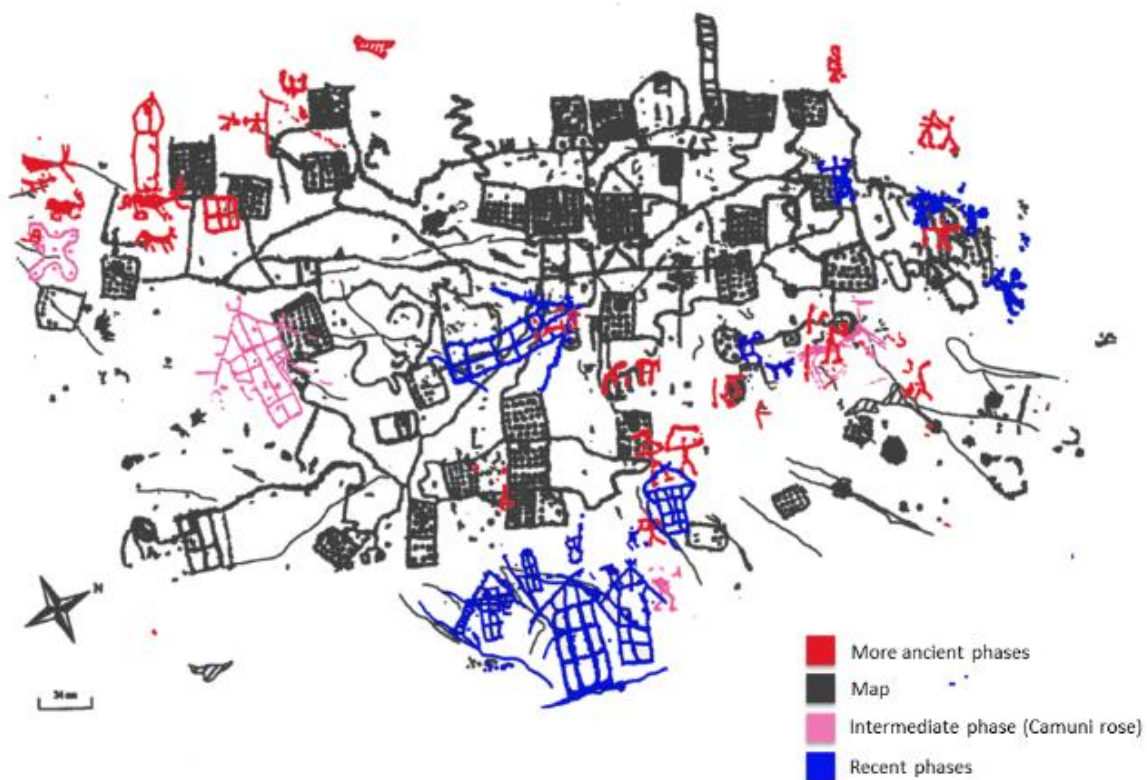 N
More ancient phases
Map
Intermediate phase (Camuni rose)
Recent phases